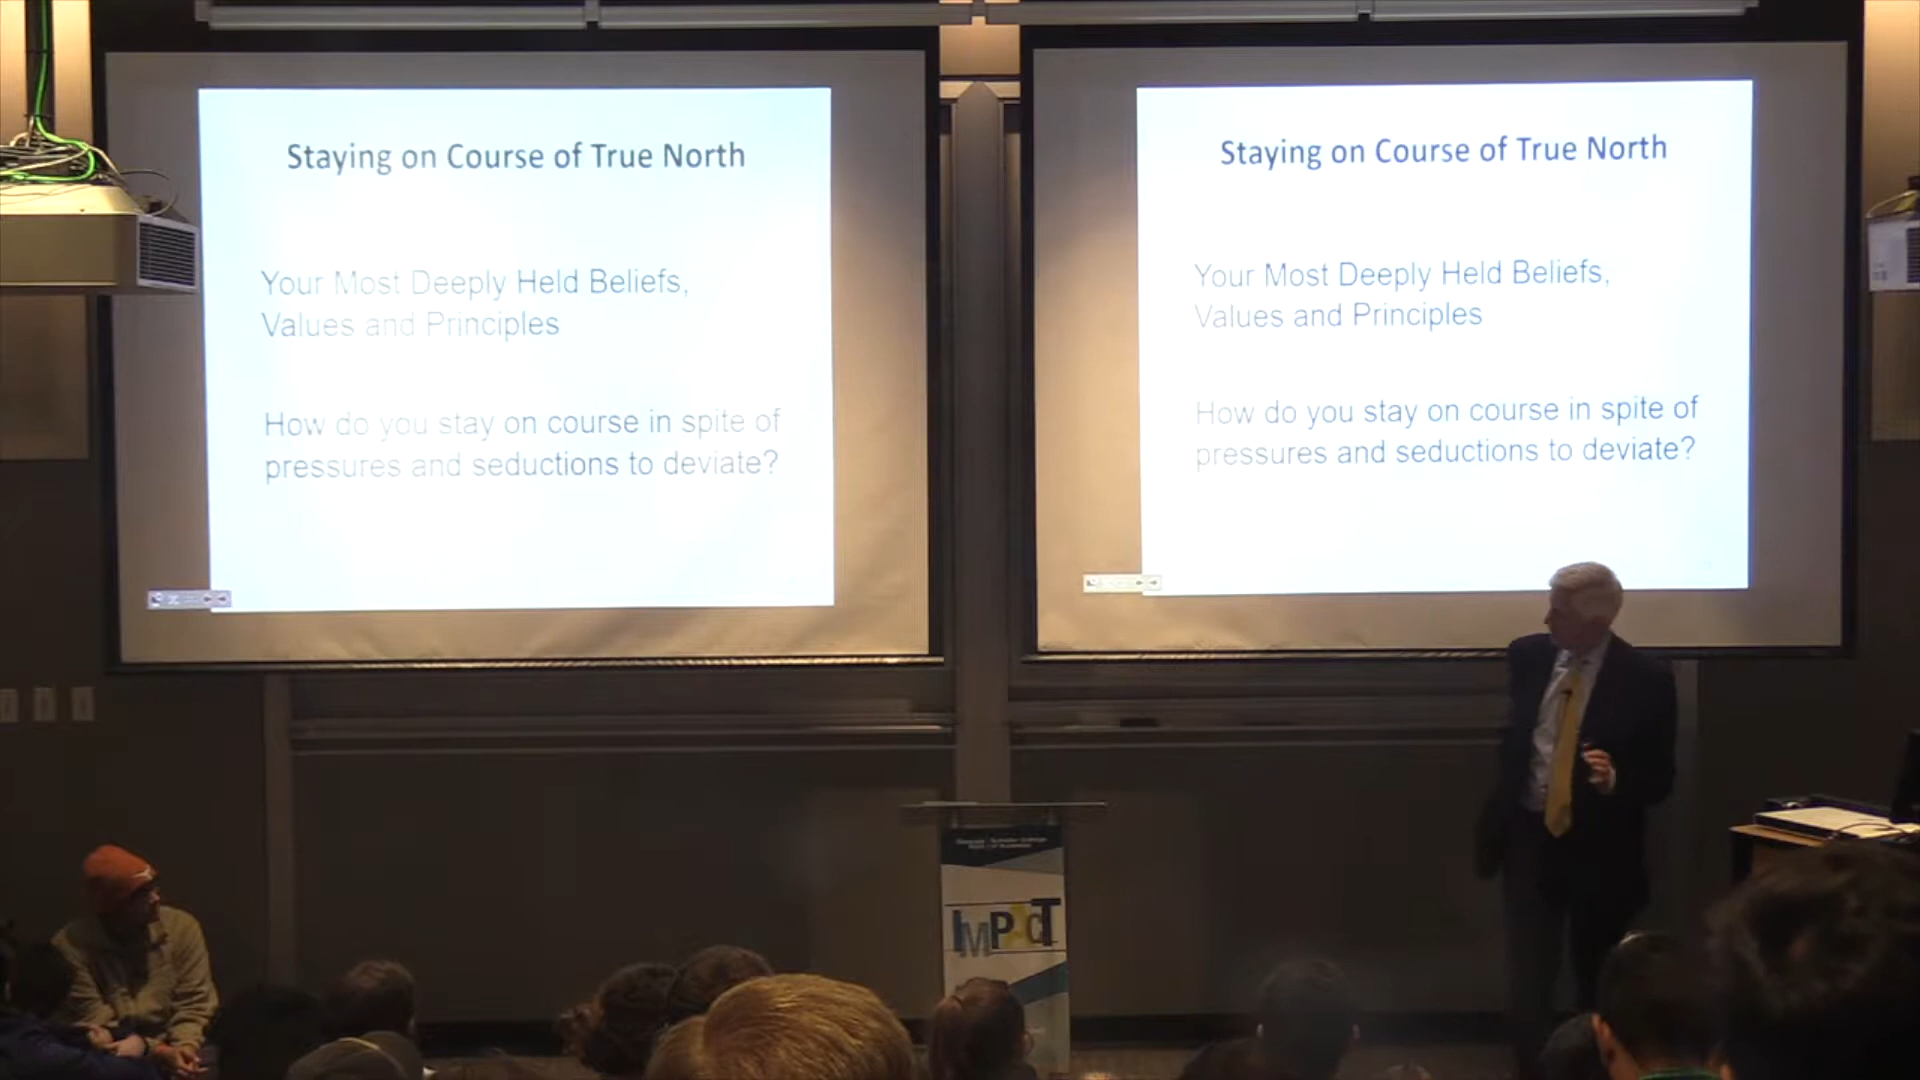 Staying on Course of True North
Your Most Deeply Held Beliefs,
Values and Principles
How do you stay on course in spite of
pressures and seductions to deviate?
Staying on Course of True North
Your Most Deeply Held Beliefs,
Values and Principles
How do you stay on course in spite of
pressures and seductions to deviate?
IMPACT